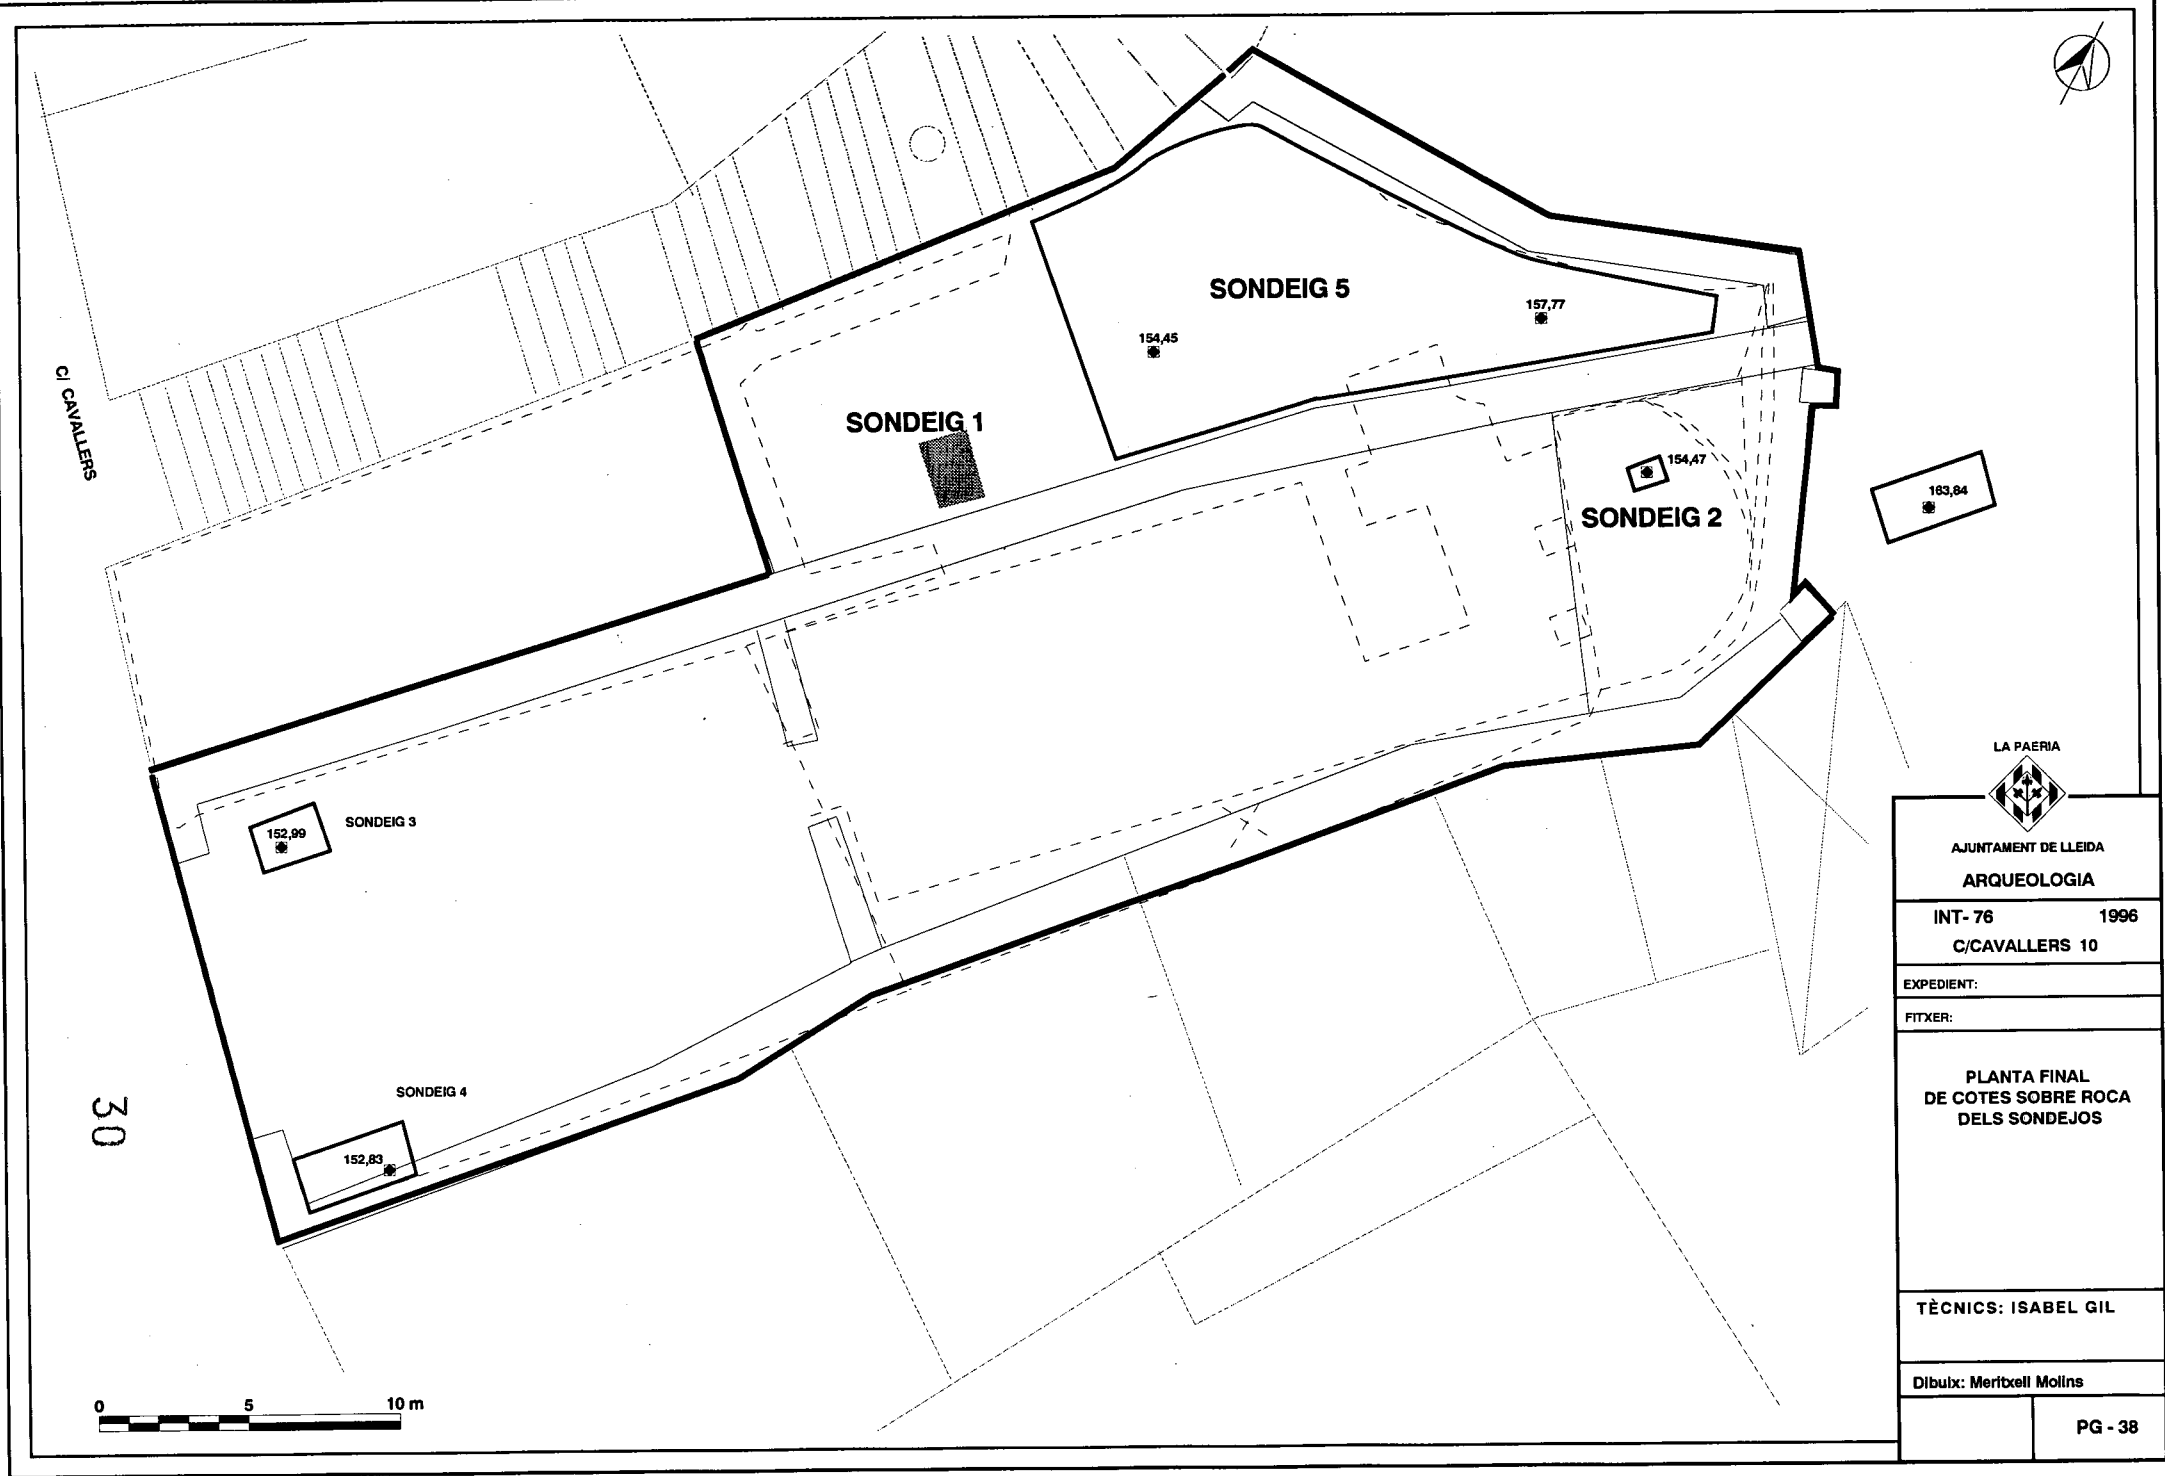 SONDEIG 5
157,77
154,45
C/ CAVALLERS
SONDEIG 1
154,47
163,84
SONDEIG 2
LA PAERIA
SONDEIG 3
152,99
AJUNTAMENT DE LLEIDA
ARQUEOLOGIA
INT- 76 1996
C/CAVALLERS 10
EXPEDIENT:
FITXER:
PLANTA FINAL
DE COTES SOBRE ROCA
DELS SONDEJOS
SONDEIG 4
30
152,83
TÈCNICS: ISABEL GIL
Dibuix: Meritxell Molins
0 5 10 m
PG - 38